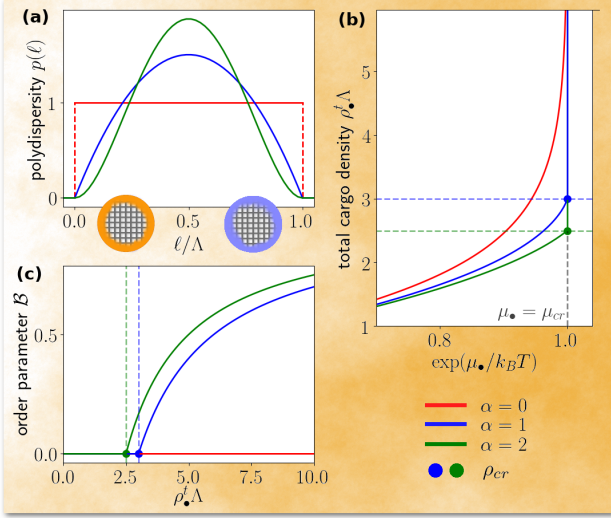 (a)
polydispersity p(ℓ)
1
0
0.0 0.5 1.0
ℓ/Λ
(b)
total cargo density ρ•ᵗΛ
5
4
3
2
1
μ• = μcr
0.8 1.0
exp(μ•/kBT)
(c)
order parameter ℬ
0.5
0.0
0.0 2.5 5.0 7.5 10.0
ρ•ᵗΛ
α = 0
α = 1
α = 2
ρcr